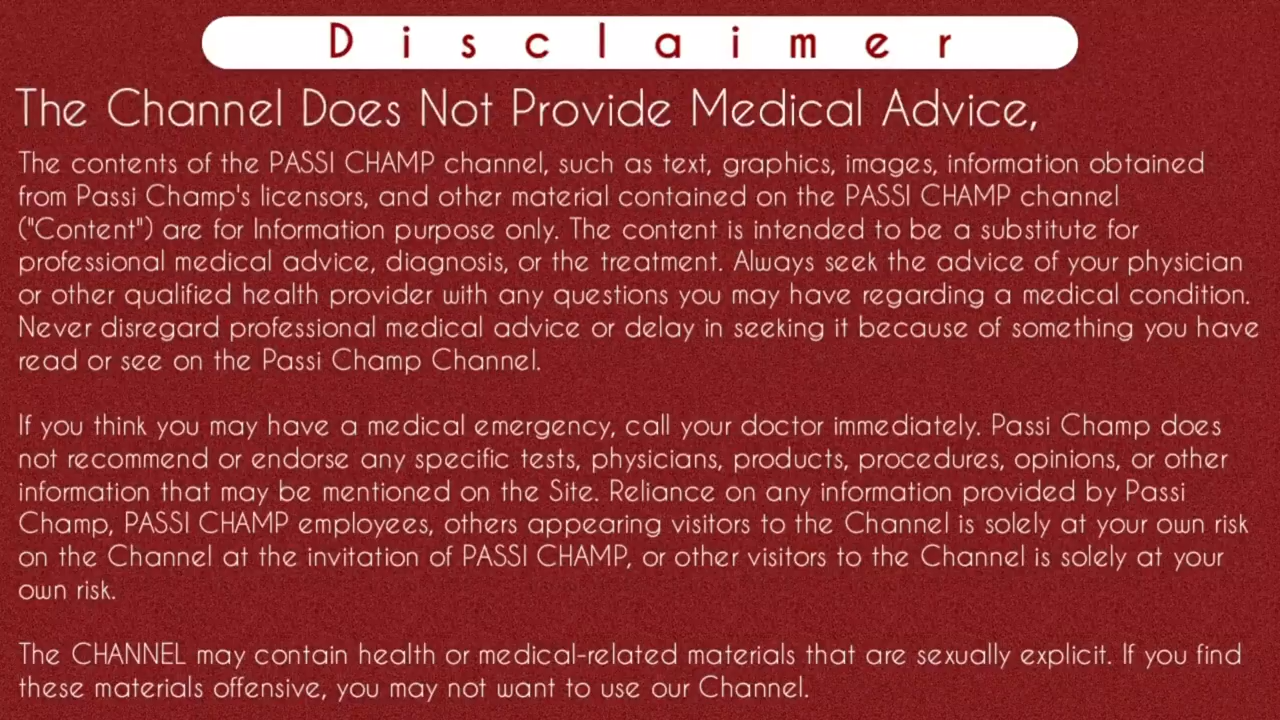 Disclaimer
The Channel Does Not Provide Medical Advice,
The contents of the PASSI CHAMP channel, such as text, graphics, images, information obtained
from Passi Champ's licensors, and other material contained on the PASSI CHAMP channel
("Content") are for Information purpose only. The content is intended to be a substitute for
professional medical advice, diagnosis, or the treatment. Always seek the advice of your physician
or other qualified health provider with any questions you may have regarding a medical condition.
Never disregard professional medical advice or delay in seeking it because of something you have
read or see on the Passi Champ Channel.
If you think you may have a medical emergency, call your doctor immediately. Passi Champ does
not recommend or endorse any specific tests, physicians, products, procedures, opinions, or other
information that may be mentioned on the Site. Reliance on any information provided by Passi
Champ, PASSI CHAMP employees, others appearing visitors to the Channel is solely at your own risk
on the Channel at the invitation of PASSI CHAMP, or other visitors to the Channel is solely at your
own risk.
The CHANNEL may contain health or medical-related materials that are sexually explicit. If you find
these materials offensive, you may not want to use our Channel.